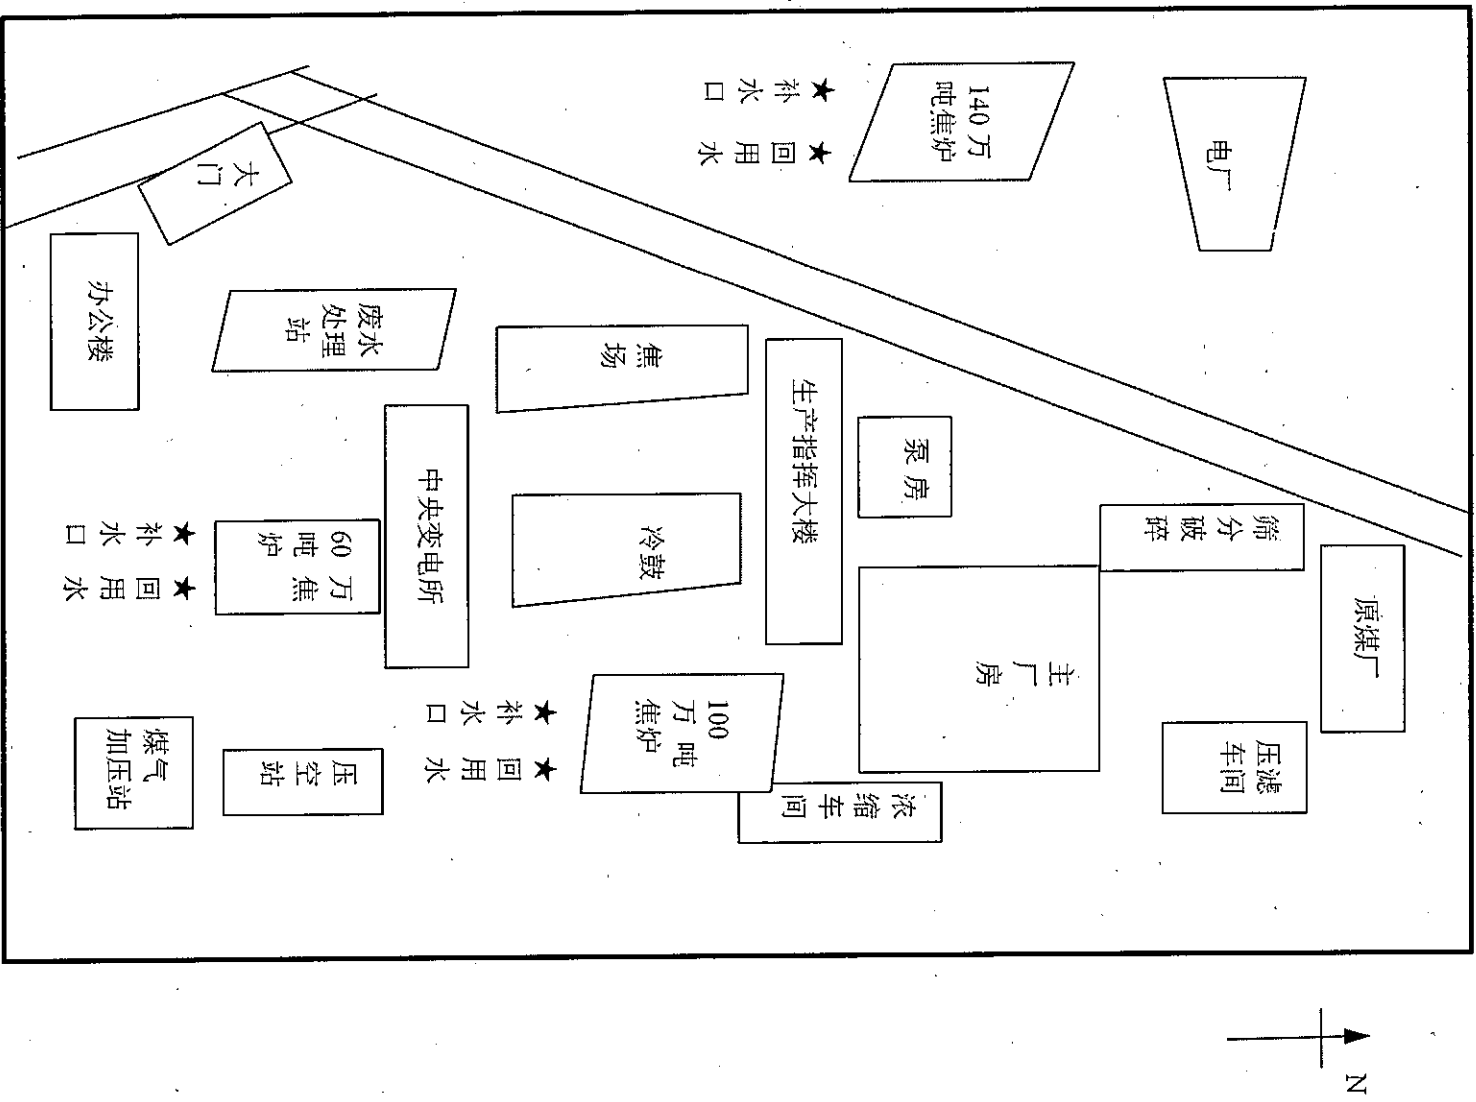 N
原煤厂
电厂
压滤
车间
筛分破碎
主厂房
140万
吨焦炉
泵房
浓缩车间
生产指挥大楼
★补水口
★回用水
100
万吨
焦炉
焦场
冷鼓
★补水口
★回用水
中央变电所
废水
处理
站
60万
吨焦
炉
压空站
大门
★补水口
★回用水
煤气
加压站
办公楼